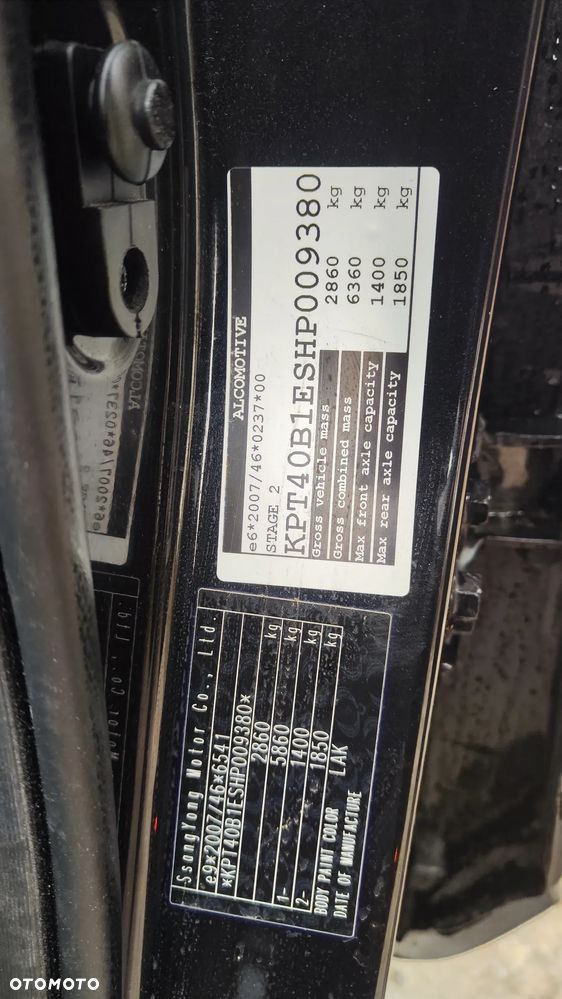 ALCOMOTIVE
e6*2007/46*0237*00
STAGE 2
KPT40B1ESHP009380
Gross vehicle mass 2860 kg
Gross combined mass 6360 kg
Max front axle capacity 1400 kg
Max rear axle capacity 1850 kg
SsangYong Motor Co., Ltd.
e9*2007/46*6541
*KPT40B1ESHP009380*
2860 kg
5860 kg
1- 1400 kg
2- 1850 kg
BODY PAINT COLOR LAK
DATE OF MANUFACTURE
OTOMOTO